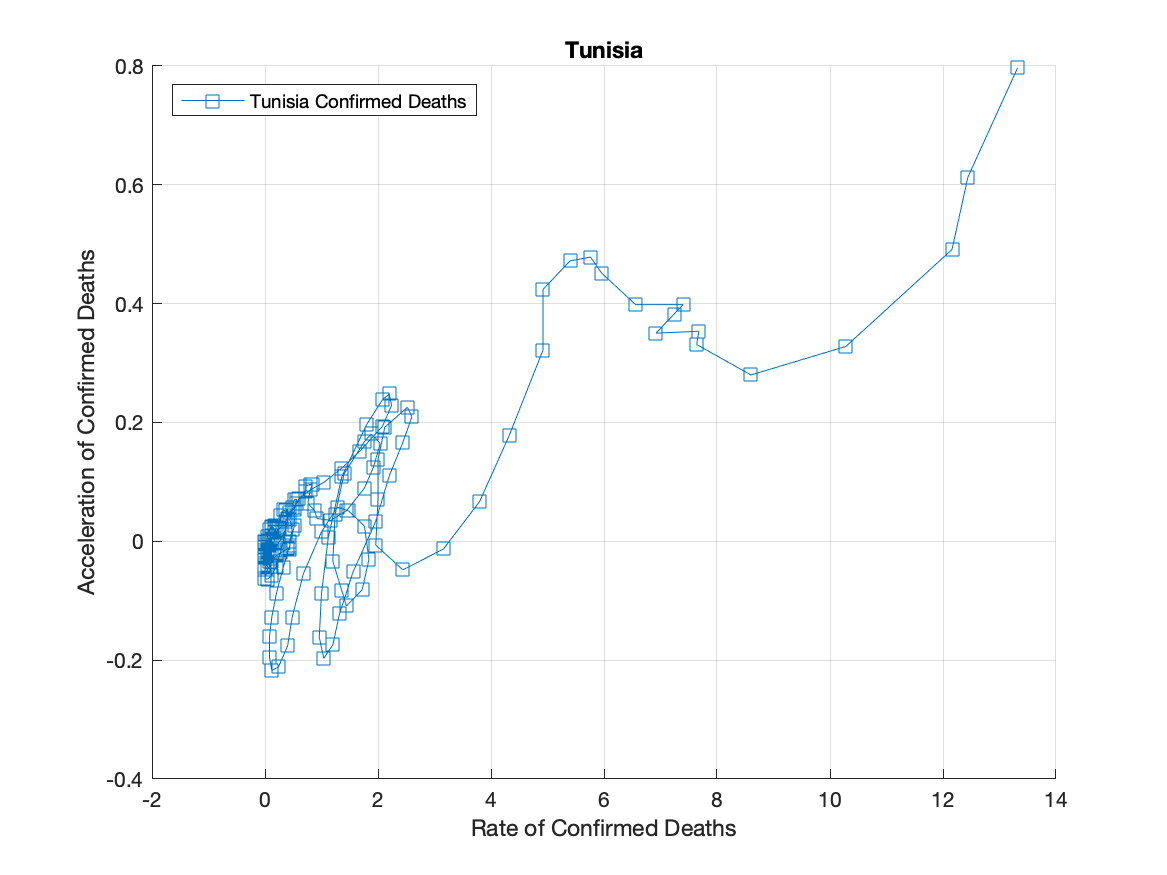 Tunisia
Tunisia Confirmed Deaths
0.8
0.6
0.4
0.2
0
-0.2
-0.4
Acceleration of Confirmed Deaths
-2 0 2 4 6 8 10 12 14
Rate of Confirmed Deaths